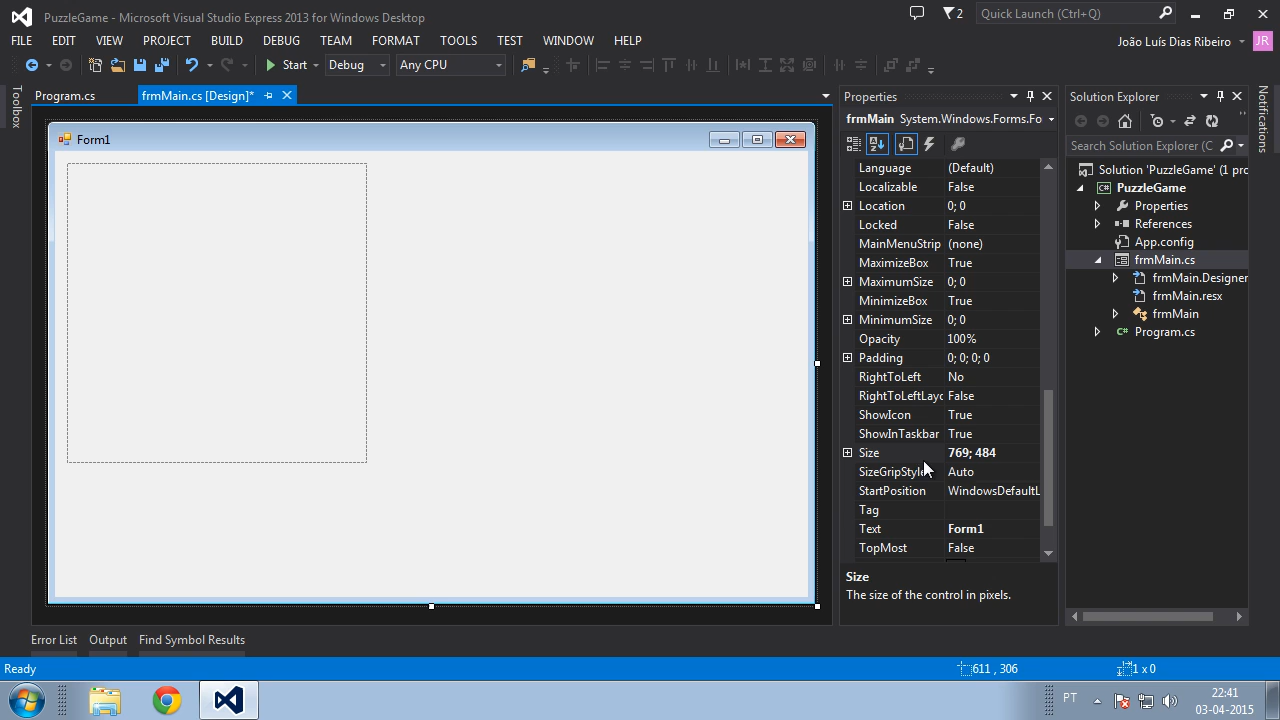 PuzzleGame - Microsoft Visual Studio Express 2013 for Windows Desktop
2
Quick Launch (Ctrl+Q)
FILE EDIT VIEW PROJECT BUILD DEBUG TEAM FORMAT TOOLS TEST WINDOW HELP
João Luís Dias Ribeiro
JR
Start
Debug
Any CPU
Toolbox
Program.cs
frmMain.cs [Design]*
Form1
Properties
frmMain System.Windows.Forms.Fo
Language (Default)
Localizable False
Location 0; 0
Locked False
MainMenuStrip (none)
MaximizeBox True
MaximumSize 0; 0
MinimizeBox True
MinimumSize 0; 0
Opacity 100%
Padding 0; 0; 0; 0
RightToLeft No
RightToLeftLayo False
ShowIcon True
ShowInTaskbar True
Size 769; 484
SizeGripStyle Auto
StartPosition WindowsDefaultL
Tag
Text Form1
TopMost False
Size
The size of the control in pixels.
Solution Explorer
Search Solution Explorer (C
Solution 'PuzzleGame' (1 pro
C# PuzzleGame
Properties
References
App.config
frmMain.cs
frmMain.Designer
frmMain.resx
frmMain
C# Program.cs
Notifications
Error List Output Find Symbol Results
Ready
611 , 306
1 x 0
PT
22:41
03-04-2015